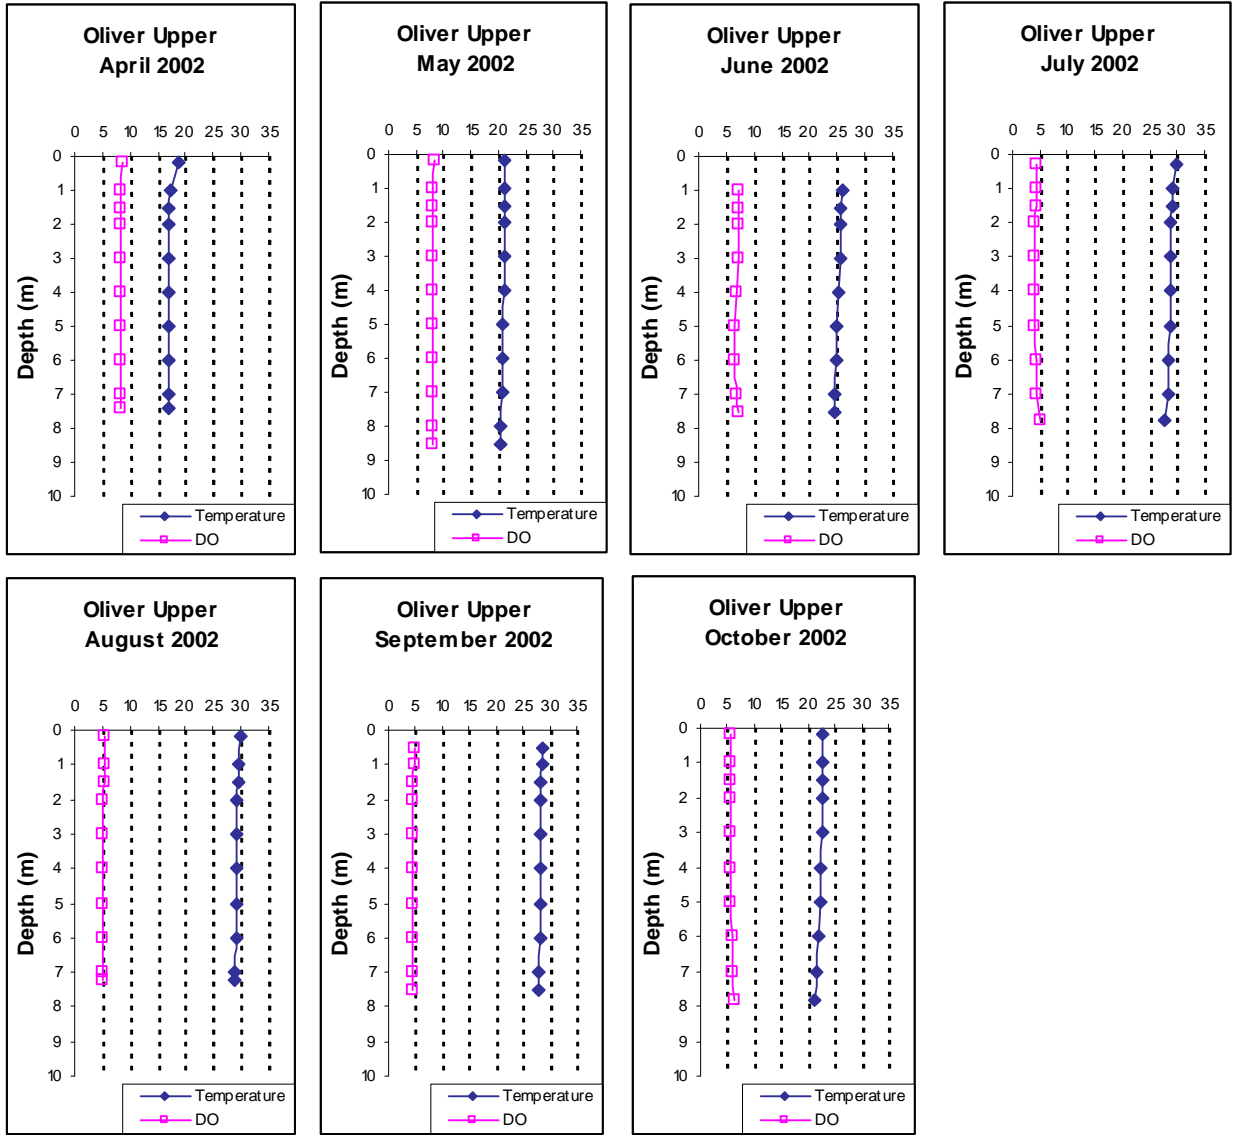 Oliver Upper
April 2002
0 5 10 15 20 25 30 35
0
1
2
3
4
5
6
7
8
9
10
Depth (m)
Temperature
DO
Oliver Upper
May 2002
0 5 10 15 20 25 30 35
0
1
2
3
4
5
6
7
8
9
10
Depth (m)
Temperature
DO
Oliver Upper
June 2002
0 5 10 15 20 25 30 35
0
1
2
3
4
5
6
7
8
9
10
Depth (m)
Temperature
DO
Oliver Upper
July 2002
0 5 10 15 20 25 30 35
0
1
2
3
4
5
6
7
8
9
10
Depth (m)
Temperature
DO
Oliver Upper
August 2002
0 5 10 15 20 25 30 35
0
1
2
3
4
5
6
7
8
9
10
Depth (m)
Temperature
DO
Oliver Upper
September 2002
0 5 10 15 20 25 30 35
0
1
2
3
4
5
6
7
8
9
10
Depth (m)
Temperature
DO
Oliver Upper
October 2002
0 5 10 15 20 25 30 35
0
1
2
3
4
5
6
7
8
9
10
Depth (m)
Temperature
DO